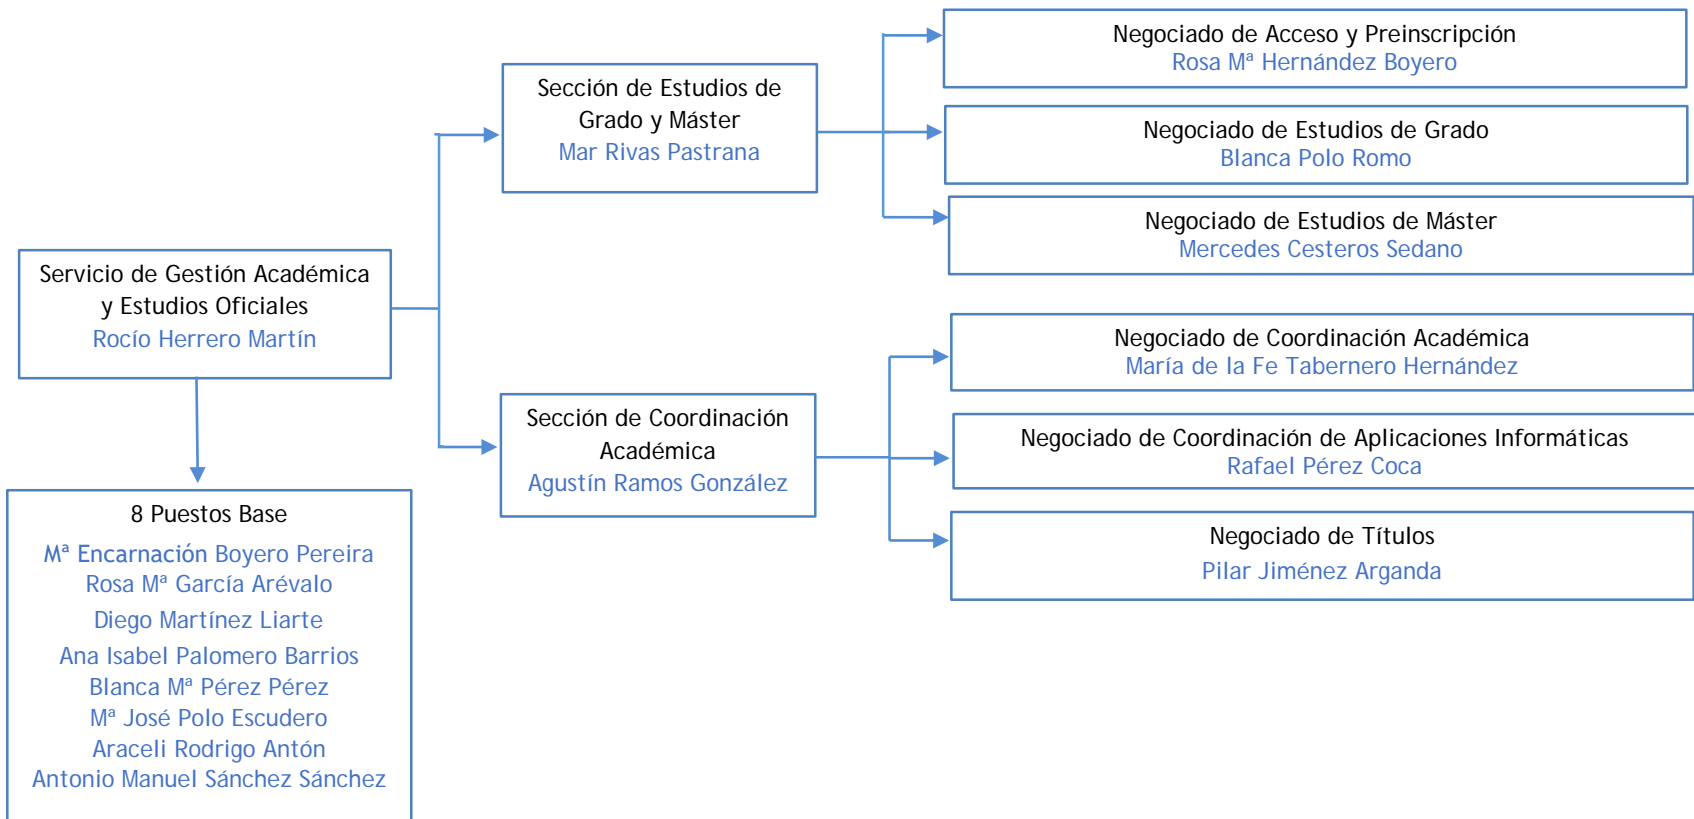 Servicio de Gestión Académica
y Estudios Oficiales
Rocío Herrero Martín
8 Puestos Base
Mª Encarnación Boyero Pereira
Rosa Mª García Arévalo
Diego Martínez Liarte
Ana Isabel Palomero Barrios
Blanca Mª Pérez Pérez
Mª José Polo Escudero
Araceli Rodrigo Antón
Antonio Manuel Sánchez Sánchez
Sección de Estudios de
Grado y Máster
Mar Rivas Pastrana
Negociado de Acceso y Preinscripción
Rosa Mª Hernández Boyero
Negociado de Estudios de Grado
Blanca Polo Romo
Negociado de Estudios de Máster
Mercedes Cesteros Sedano
Sección de Coordinación
Académica
Agustín Ramos González
Negociado de Coordinación Académica
María de la Fe Tabernero Hernández
Negociado de Coordinación de Aplicaciones Informáticas
Rafael Pérez Coca
Negociado de Títulos
Pilar Jiménez Arganda